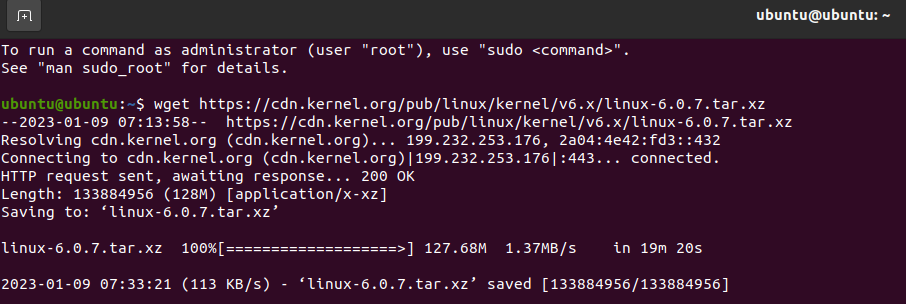 ubuntu@ubuntu: ~
To run a command as administrator (user "root"), use "sudo <command>".
See "man sudo_root" for details.
ubuntu@ubuntu:~$ wget https://cdn.kernel.org/pub/linux/kernel/v6.x/linux-6.0.7.tar.xz
--2023-01-09 07:13:58--  https://cdn.kernel.org/pub/linux/kernel/v6.x/linux-6.0.7.tar.xz
Resolving cdn.kernel.org (cdn.kernel.org)... 199.232.253.176, 2a04:4e42:fd3::432
Connecting to cdn.kernel.org (cdn.kernel.org)|199.232.253.176|:443... connected.
HTTP request sent, awaiting response... 200 OK
Length: 133884956 (128M) [application/x-xz]
Saving to: ‘linux-6.0.7.tar.xz’
linux-6.0.7.tar.xz  100%[===================>] 127.68M  1.37MB/s    in 19m 20s
2023-01-09 07:33:21 (113 KB/s) - ‘linux-6.0.7.tar.xz’ saved [133884956/133884956]